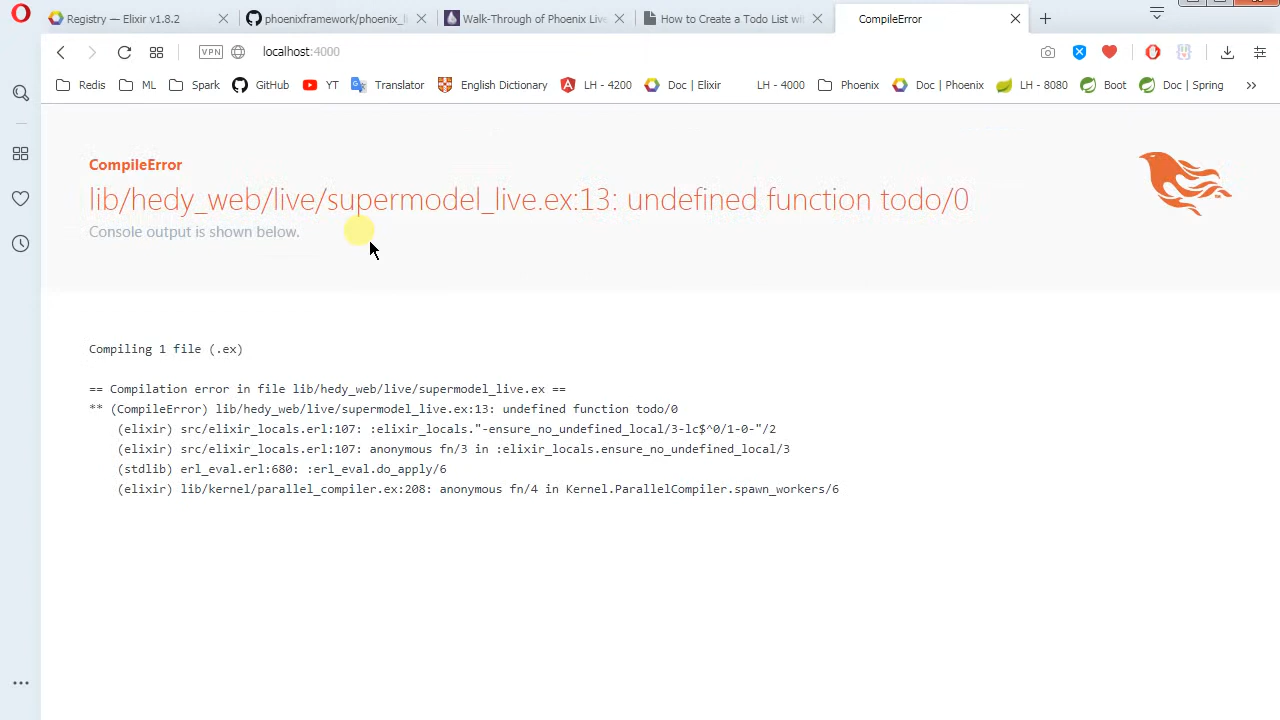 Registry — Elixir v1.8.2
phoenixframework/phoenix_l
Walk-Through of Phoenix Live
How to Create a Todo List wit
CompileError
VPN
localhost:4000
Redis
ML
Spark
GitHub
YT
Translator
English Dictionary
LH - 4200
Doc | Elixir
LH - 4000
Phoenix
Doc | Phoenix
LH - 8080
Boot
Doc | Spring
CompileError
lib/hedy_web/live/supermodel_live.ex:13: undefined function todo/0
Console output is shown below.
Compiling 1 file (.ex)
== Compilation error in file lib/hedy_web/live/supermodel_live.ex ==
** (CompileError) lib/hedy_web/live/supermodel_live.ex:13: undefined function todo/0
(elixir) src/elixir_locals.erl:107: :elixir_locals."-ensure_no_undefined_local/3-lc$^0/1-0-"/2
(elixir) src/elixir_locals.erl:107: anonymous fn/3 in :elixir_locals.ensure_no_undefined_local/3
(stdlib) erl_eval.erl:680: :erl_eval.do_apply/6
(elixir) lib/kernel/parallel_compiler.ex:208: anonymous fn/4 in Kernel.ParallelCompiler.spawn_workers/6